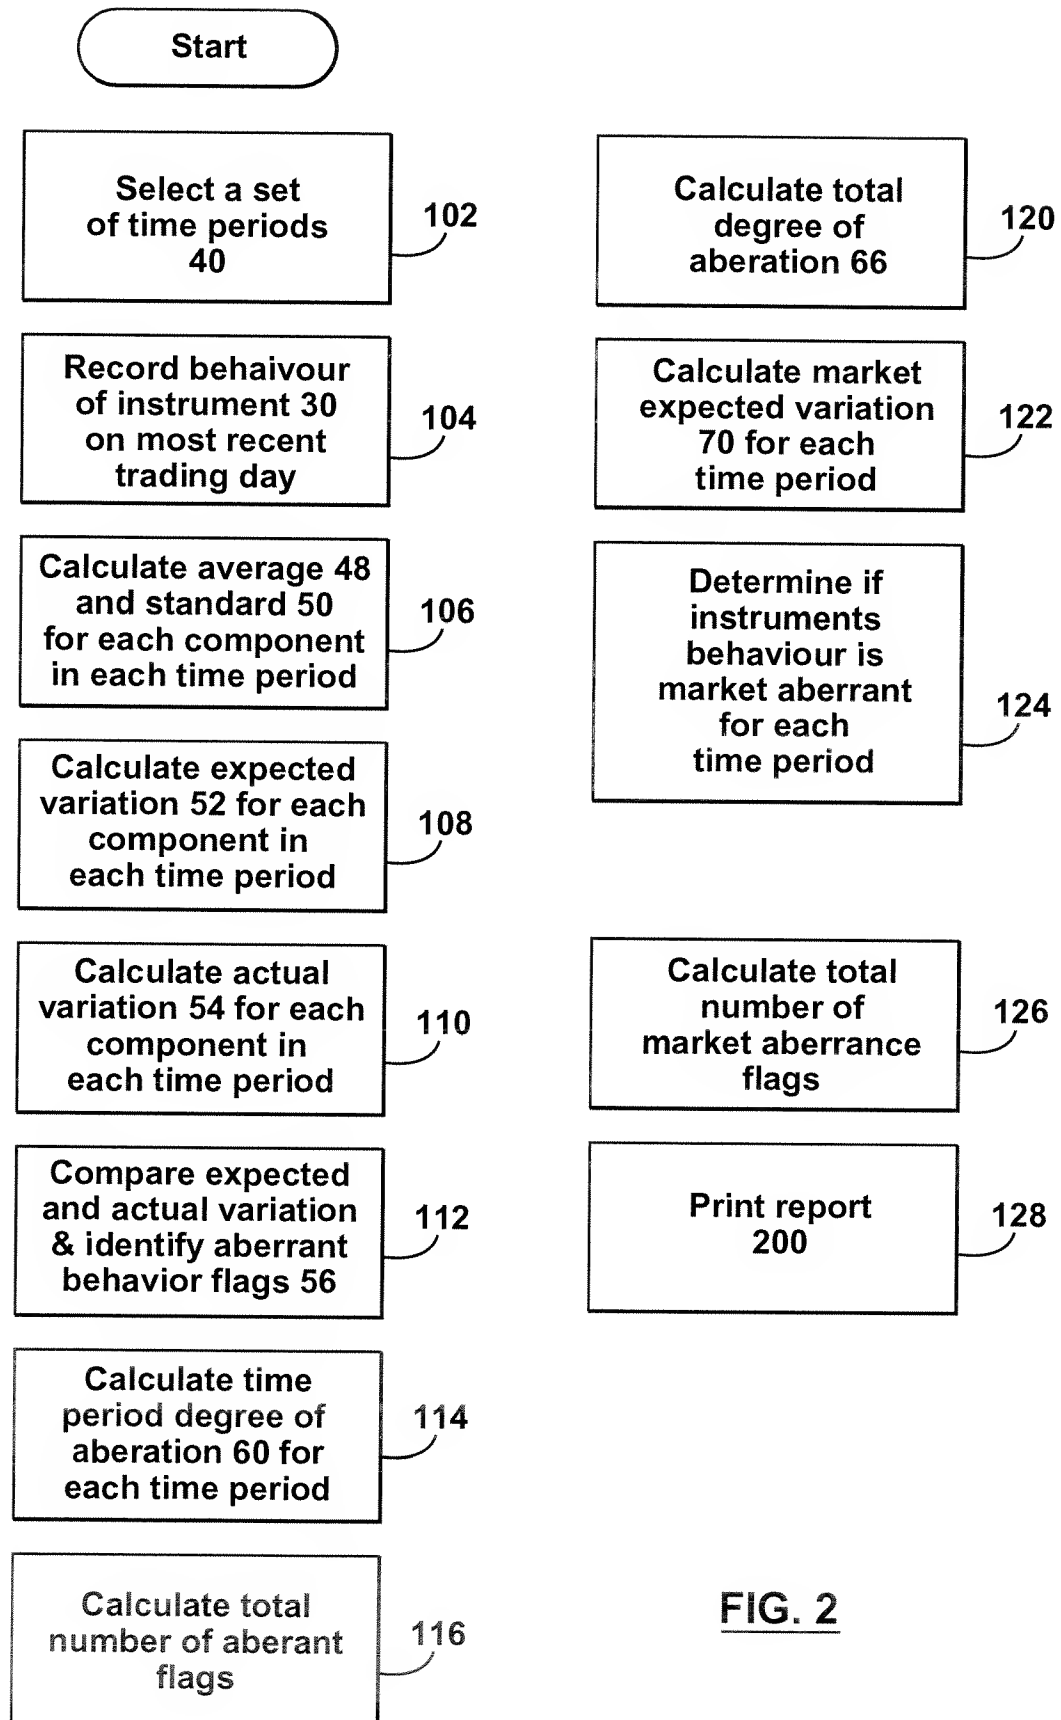 Start
Select a set
of time periods
40
102
Record behaivour
of instrument 30
on most recent
trading day
104
Calculate average 48
and standard 50
for each component
in each time period
106
Calculate expected
variation 52 for each
component in
each time period
108
Calculate actual
variation 54 for each
component in
each time period
110
Compare expected
and actual variation
& identify aberrant
behavior flags 56
112
Calculate time
period degree of
aberation 60 for
each time period
114
Calculate total
number of aberant
flags
116
Calculate total
degree of
aberation 66
120
Calculate market
expected variation
70 for each
time period
122
Determine if
instruments
behaviour is
market aberrant
for each
time period
124
Calculate total
number of
market aberrance
flags
126
Print report
200
128
FIG. 2